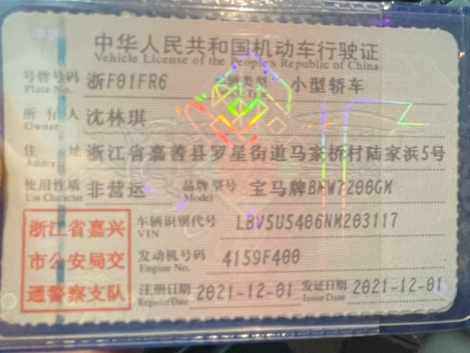 中华人民共和国机动车行驶证
Vehicle License of the People's Republic of China
号牌号码 浙F01FR6 车辆类型 小型轿车
Plate No.
所有人 沈林琪
Owner
住址 浙江省嘉善县罗星街道马家桥村陆家浜5号
Address
使用性质 非营运 品牌型号 宝马牌BMW7200GM
Use Character Model
浙江省嘉兴 车辆识别代号 LBV5U5406NM203117
VIN
市公安局交 发动机号码 4159F400
Engine No.
通警察支队 注册日期 2021-12-01 发证日期 2021-12-01
Register Date Issue Date